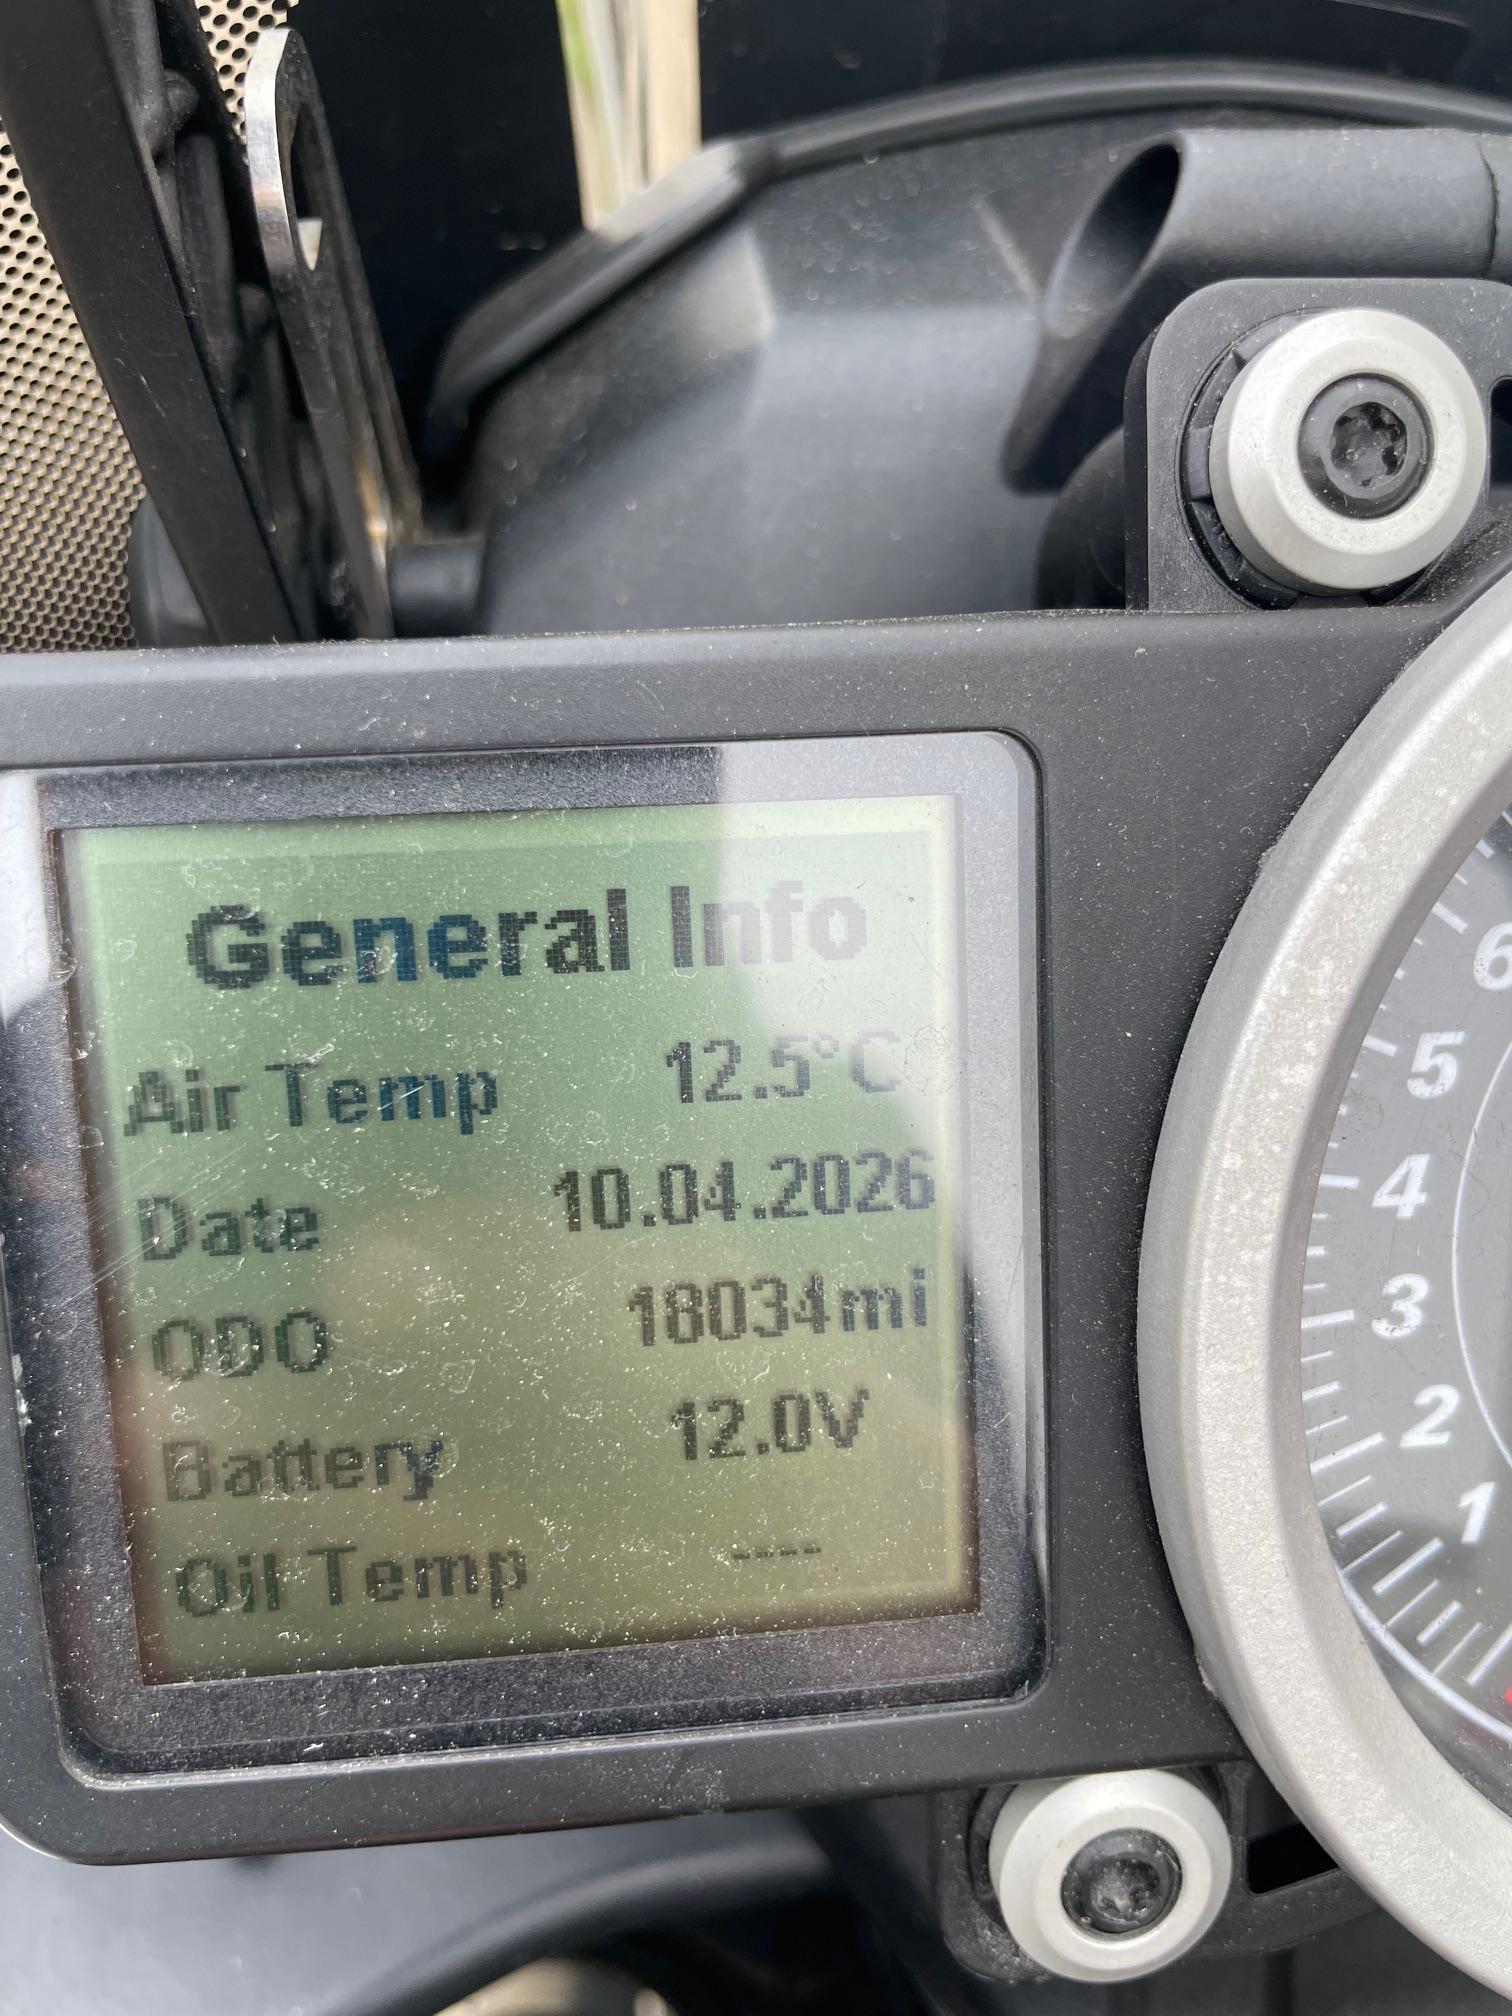 General Info
Air Temp 12.5°C
Date 10.04.2026
ODO 18034mi
Battery 12.0V
Oil Temp ----
6
5
4
3
2
1